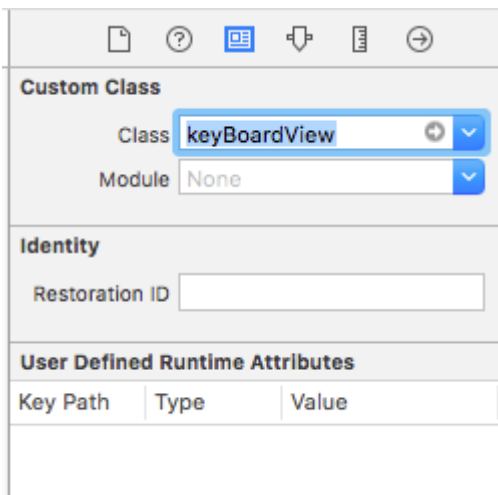 Custom Class
Class keyBoardView
Module None
Identity
Restoration ID
User Defined Runtime Attributes
Key Path Type Value